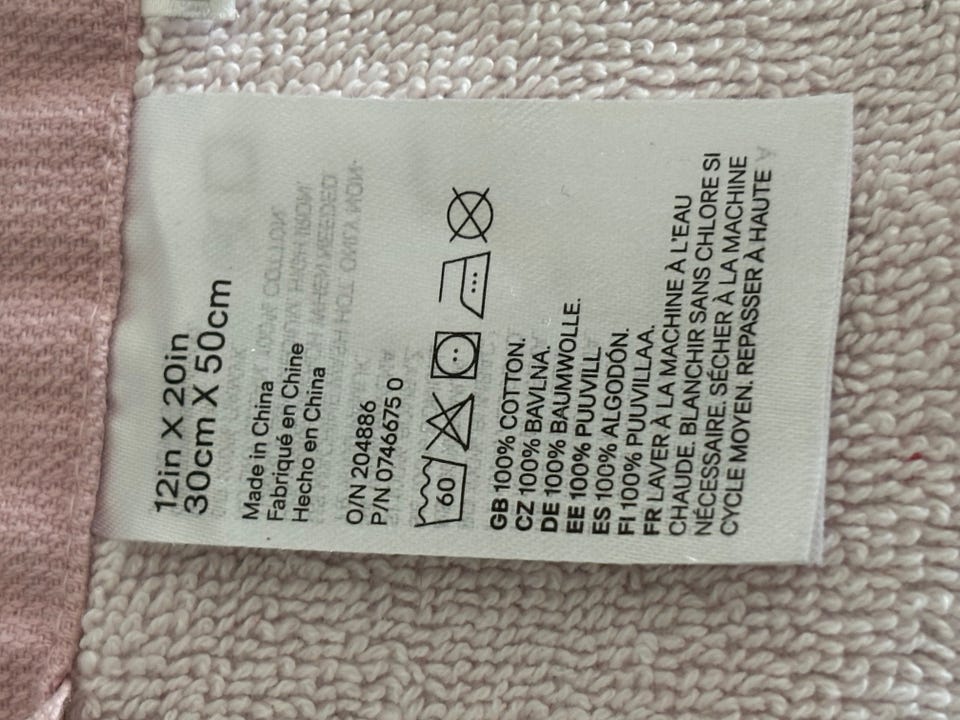 12in X 20in
30cm X 50cm
Made in China
Fabriqué en Chine
Hecho en China
O/N 204886
P/N 0746675 0
60
GB 100% COTTON.
CZ 100% BAVLNA.
DE 100% BAUMWOLLE.
EE 100% PUUVILL.
ES 100% ALGODÓN.
FI 100% PUUVILLAA.
FR LAVER À LA MACHINE À L'EAU
CHAUDE. BLANCHIR SANS CHLORE SI
NÉCESSAIRE. SÉCHER À LA MACHINE
CYCLE MOYEN. REPASSER À HAUTE